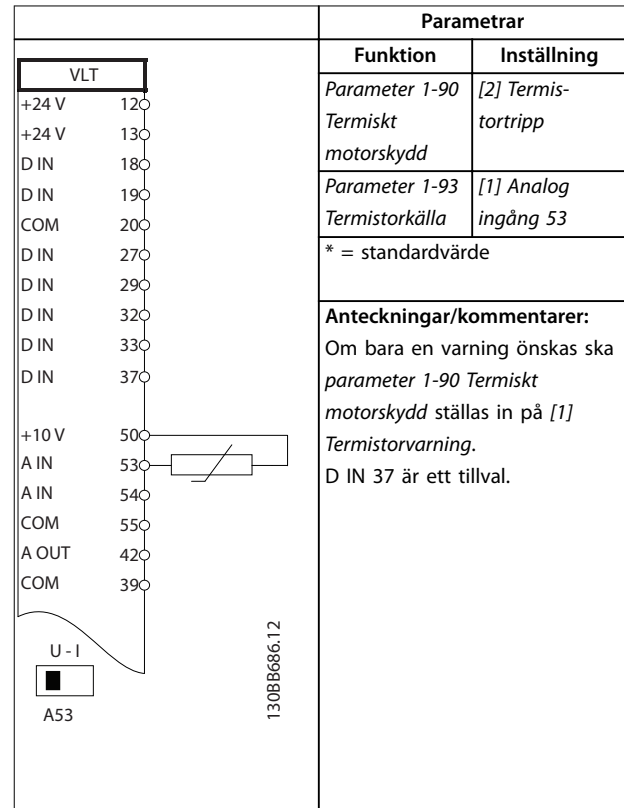 Parametrar
Funktion Inställning
Parameter 1-90 [2] Termis-
Termiskt tortripp
motorskydd
Parameter 1-93 [1] Analog
Termistorkälla ingång 53
* = standardvärde
Anteckningar/kommentarer:
Om bara en varning önskas ska
parameter 1-90 Termiskt
motorskydd ställas in på [1]
Termistorvarning.
D IN 37 är ett tillval.
VLT
+24 V 12
+24 V 13
D IN 18
D IN 19
COM 20
D IN 27
D IN 29
D IN 32
D IN 33
D IN 37
+10 V 50
A IN 53
A IN 54
COM 55
A OUT 42
COM 39
U - I
A53
130BB686.12